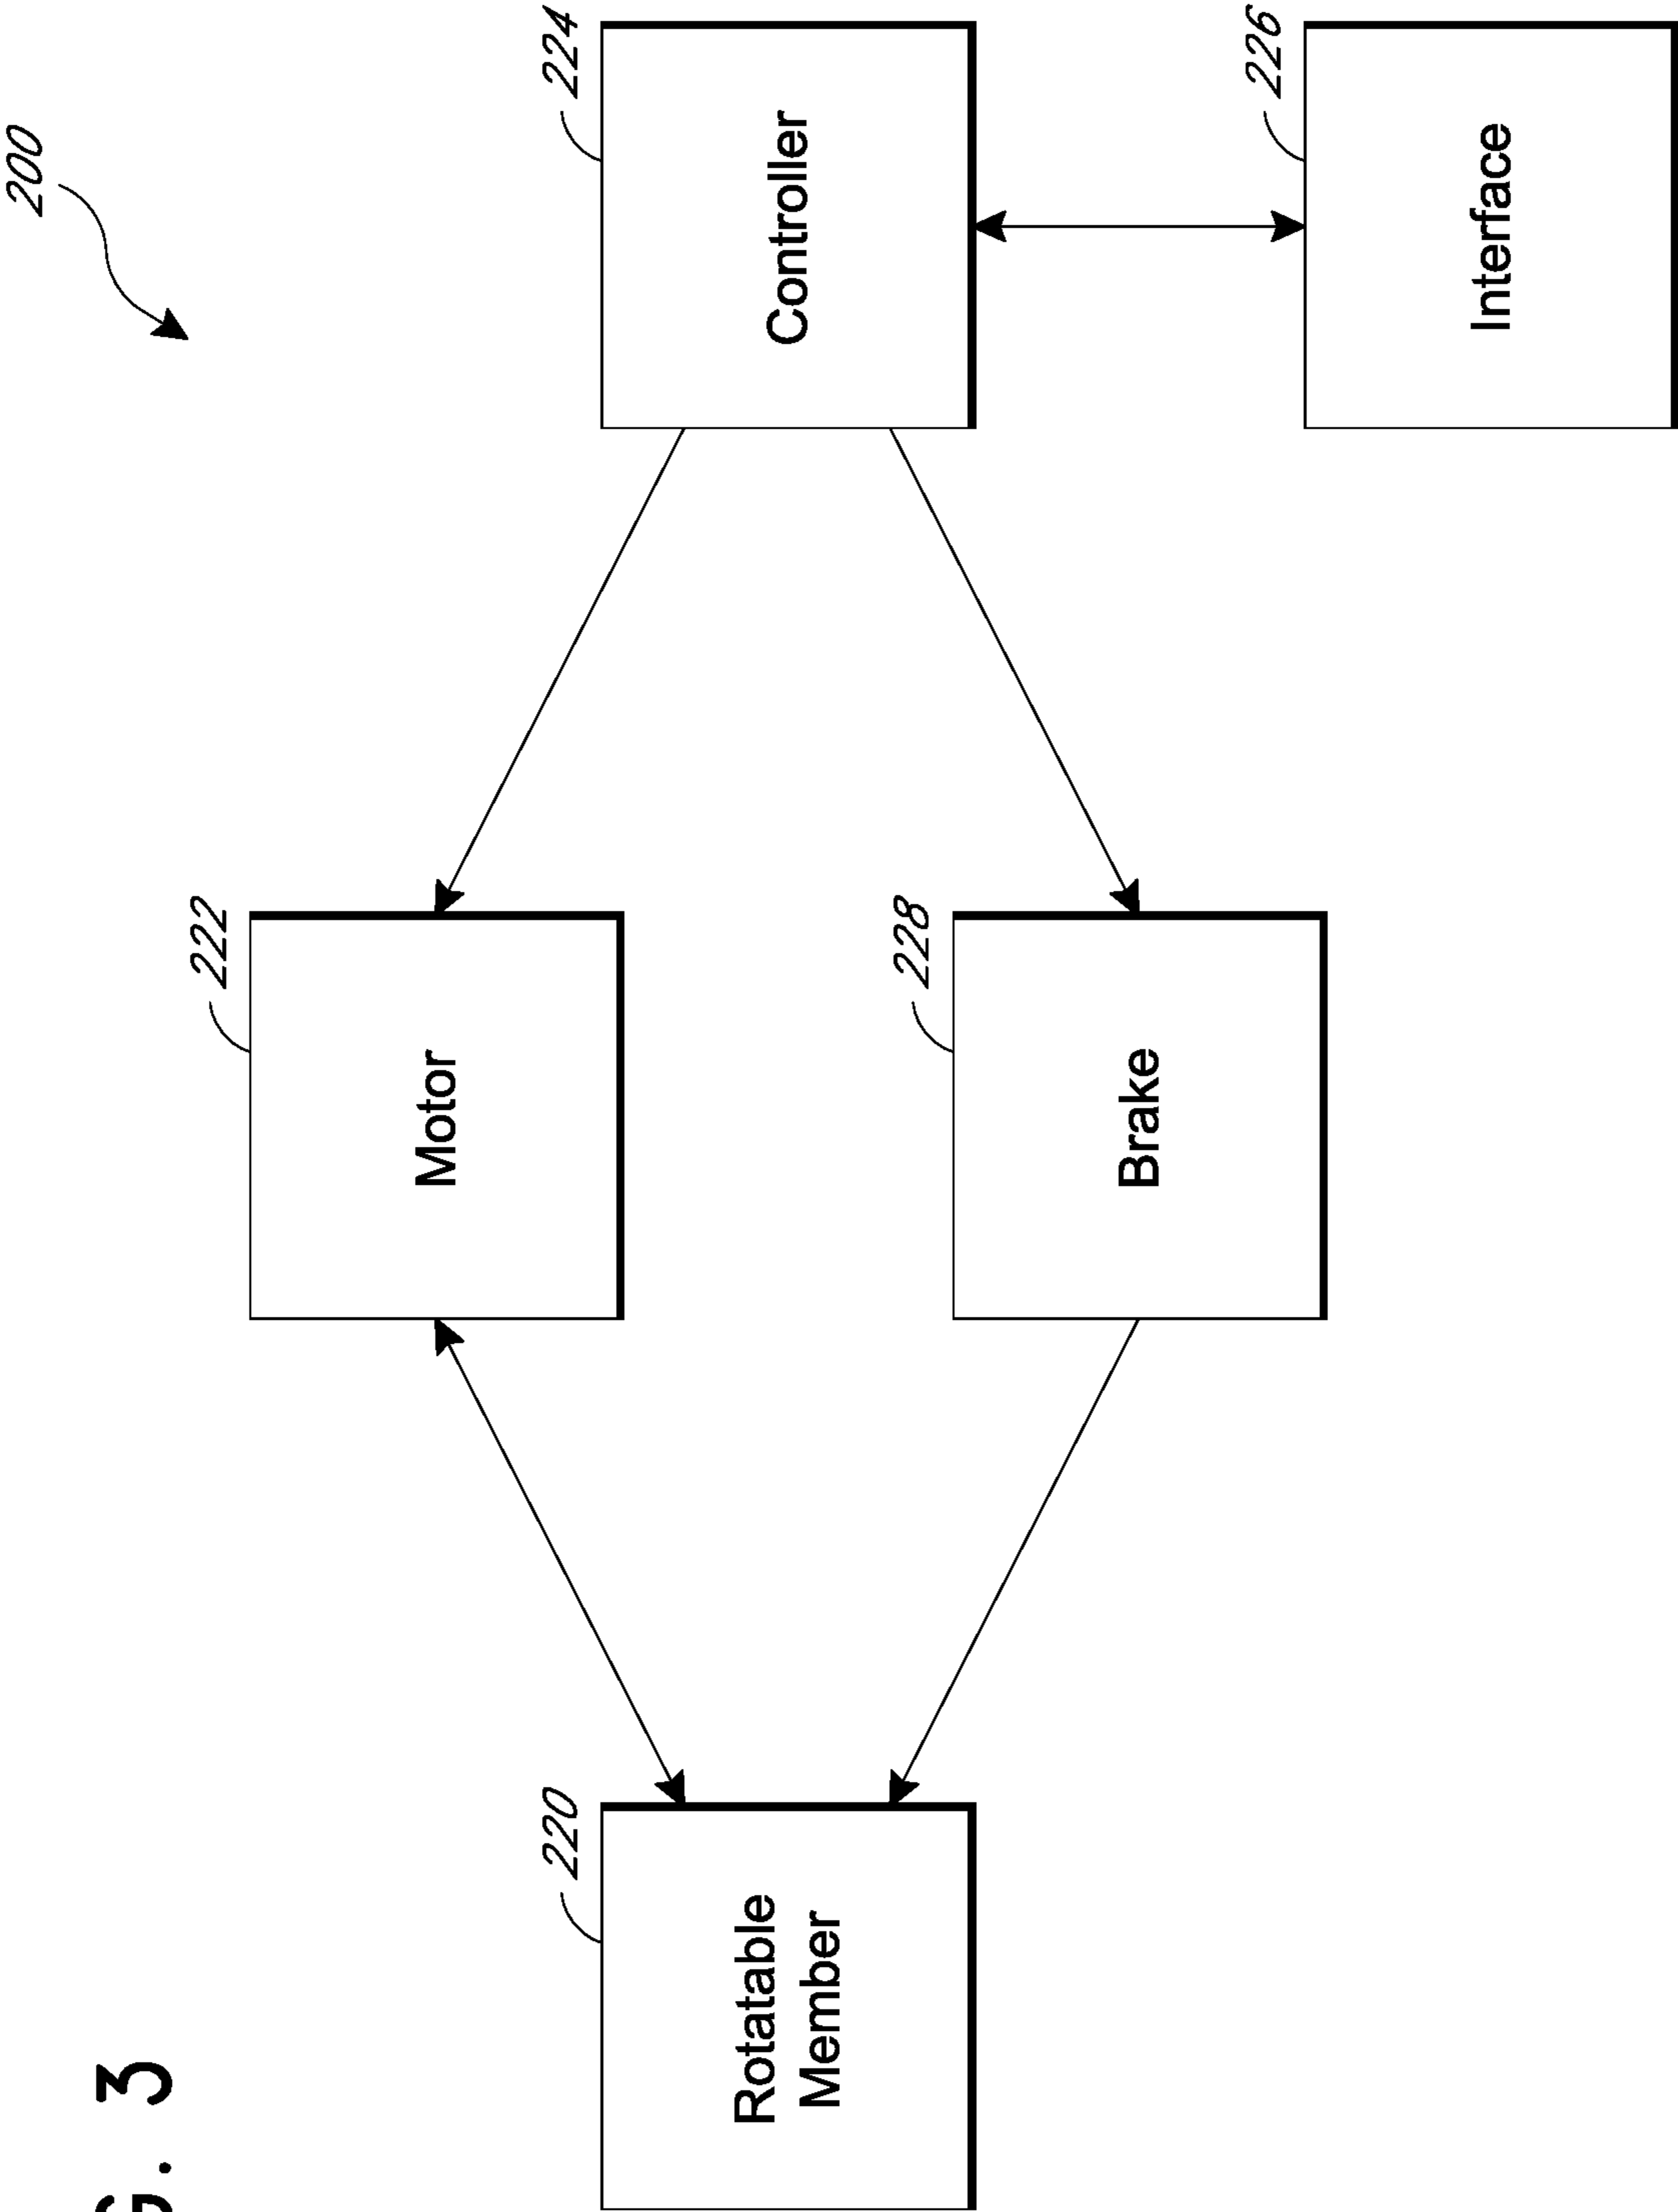 G. 3
200
222
Motor
220
Rotatable
Member
224
Controller
228
Brake
226
Interface